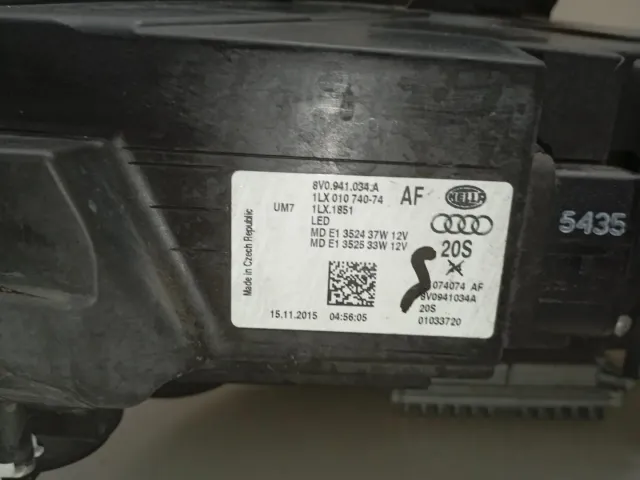 8V0.941.034.A
1LX 010 740-74
AF
HELLA
UM7
1LX.1851
LED
MD E1 3524 37W 12V
MD E1 3525 33W 12V
20S
Made in Czech Republic
074074 AF
8V0941034A
20S
15.11.2015 04:56:05
01033720
5435